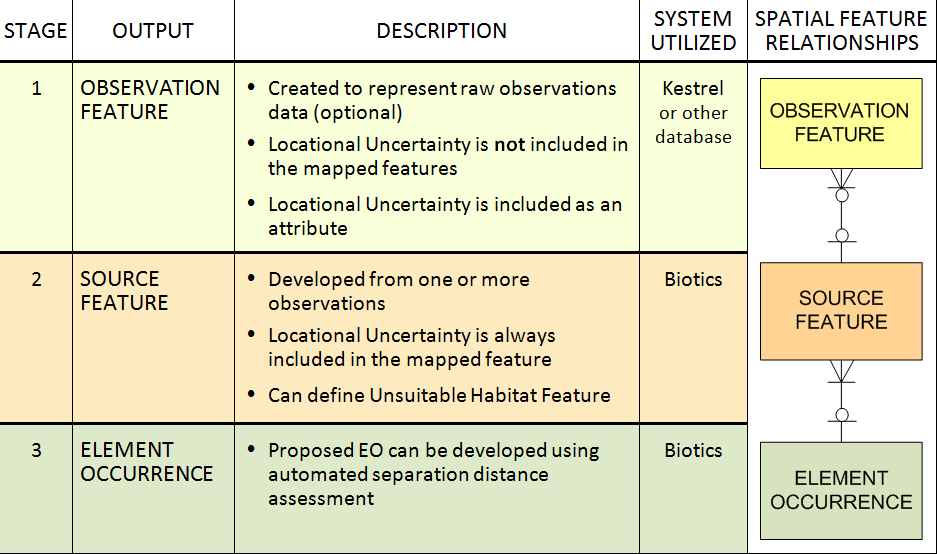 STAGE
OUTPUT
DESCRIPTION
SYSTEM
UTILIZED
SPATIAL FEATURE
RELATIONSHIPS
1
OBSERVATION
FEATURE
• Created to represent raw observations
data (optional)
• Locational Uncertainty is not included in
the mapped features
• Locational Uncertainty is included as an
attribute
Kestrel
or other
database
2
SOURCE
FEATURE
• Developed from one or more
observations
• Locational Uncertainty is always
included in the mapped feature
• Can define Unsuitable Habitat Feature
Biotics
3
ELEMENT
OCCURRENCE
• Proposed EO can be developed using
automated separation distance
assessment
Biotics
OBSERVATION
FEATURE
SOURCE
FEATURE
ELEMENT
OCCURRENCE